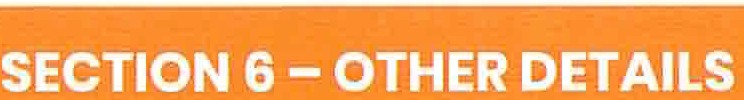 SECTION 6 – OTHER DETAILS